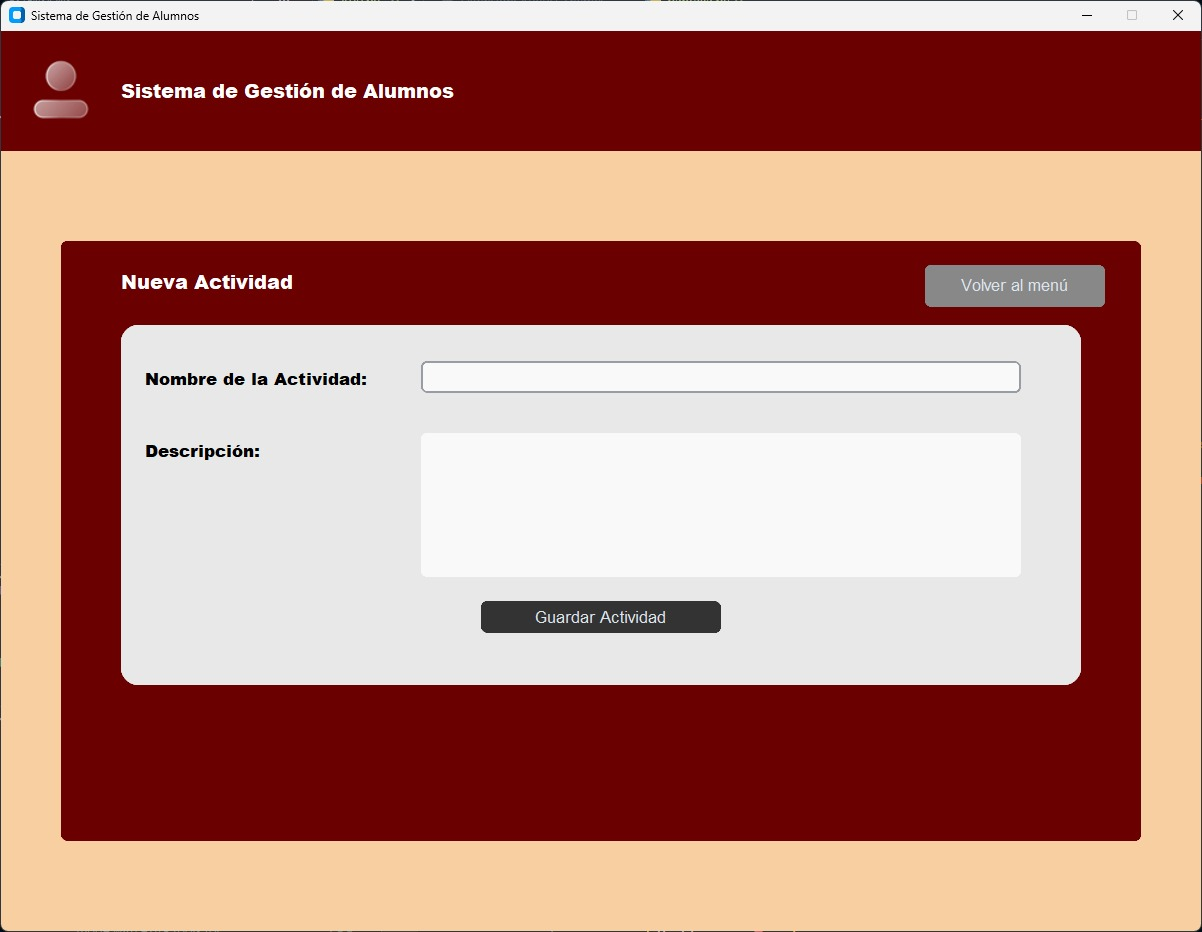 Sistema de Gestión de Alumnos
Sistema de Gestión de Alumnos
Nueva Actividad
Volver al menú
Nombre de la Actividad:
Descripción:
Guardar Actividad